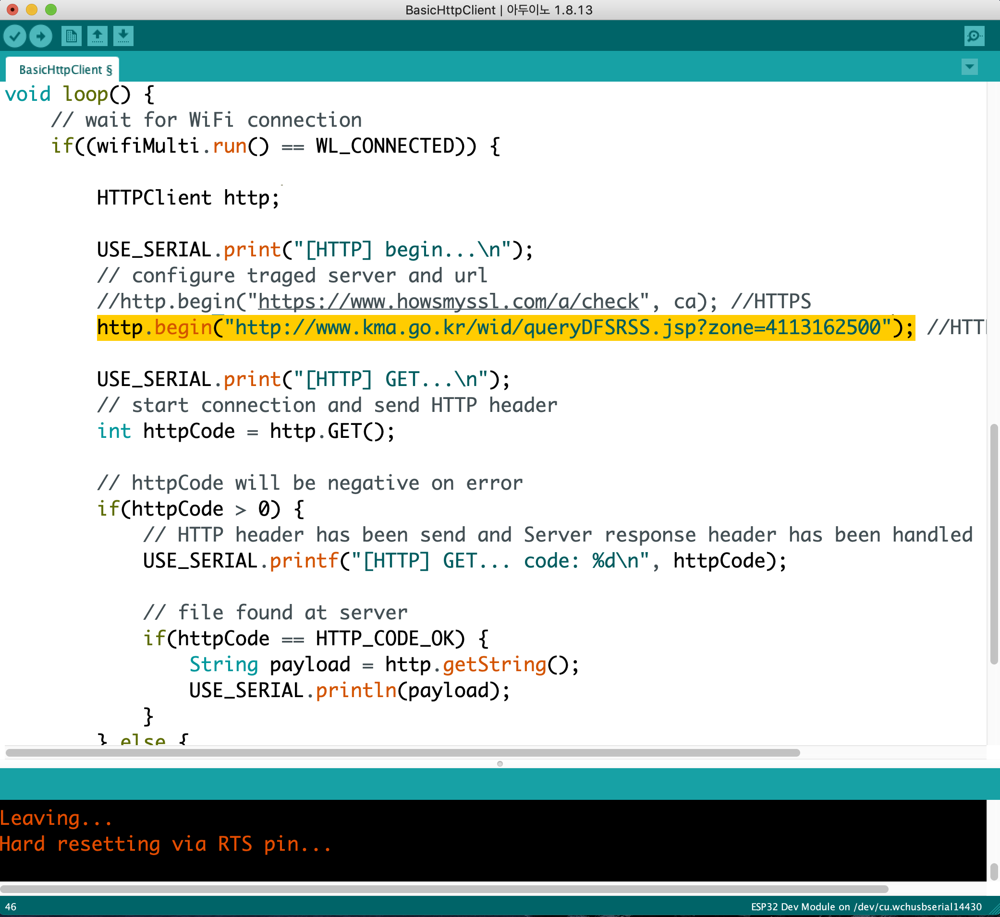 BasicHttpClient | 아두이노 1.8.13
BasicHttpClient §
void loop() {
// wait for WiFi connection
if((wifiMulti.run() == WL_CONNECTED)) {
HTTPClient http;
USE_SERIAL.print("[HTTP] begin...\n");
// configure traged server and url
//http.begin("https://www.howsmyssl.com/a/check", ca); //HTTPS
http.begin("http://www.kma.go.kr/wid/queryDFSRSS.jsp?zone=4113162500"); //HTT
USE_SERIAL.print("[HTTP] GET...\n");
// start connection and send HTTP header
int httpCode = http.GET();
// httpCode will be negative on error
if(httpCode > 0) {
// HTTP header has been send and Server response header has been handled
USE_SERIAL.printf("[HTTP] GET... code: %d\n", httpCode);
// file found at server
if(httpCode == HTTP_CODE_OK) {
String payload = http.getString();
USE_SERIAL.println(payload);
}
} else {
Leaving...
Hard resetting via RTS pin...
46
ESP32 Dev Module on /dev/cu.wchusbserial14430